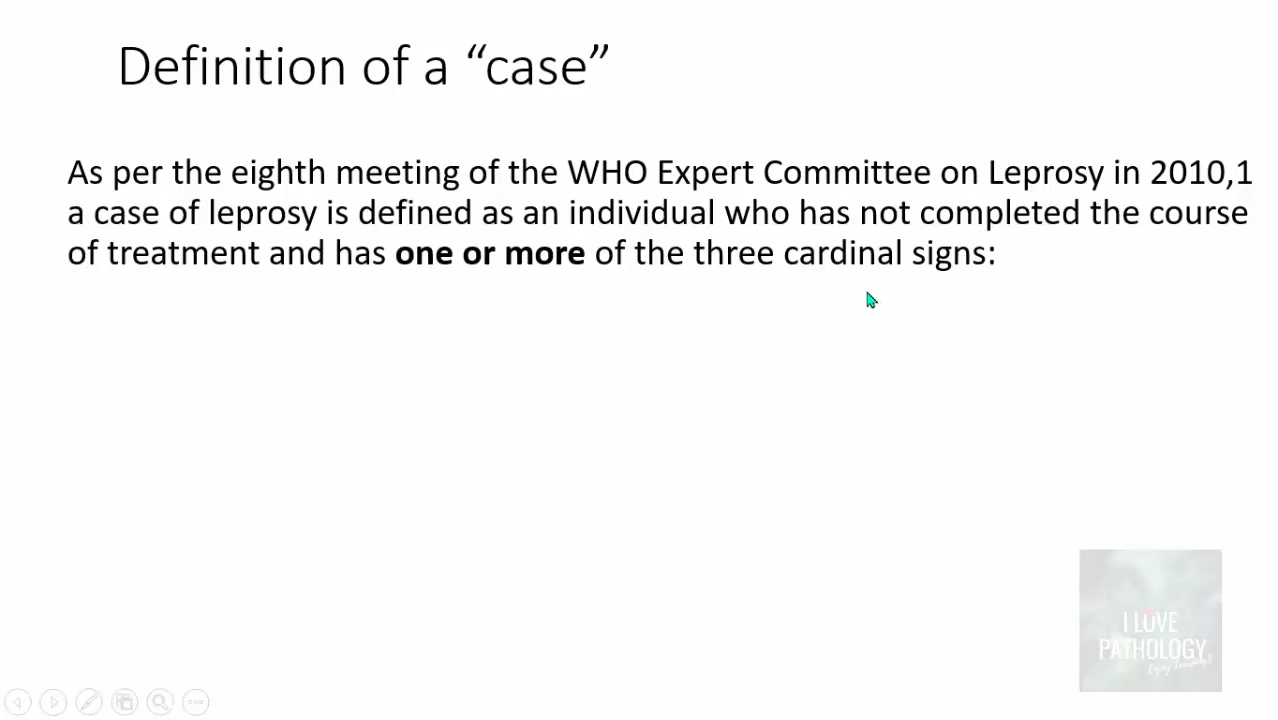 Definition of a “case”
As per the eighth meeting of the WHO Expert Committee on Leprosy in 2010,1
a case of leprosy is defined as an individual who has not completed the course
of treatment and has one or more of the three cardinal signs:
I LOVE
PATHOLOGY
Enjoy Learning!!